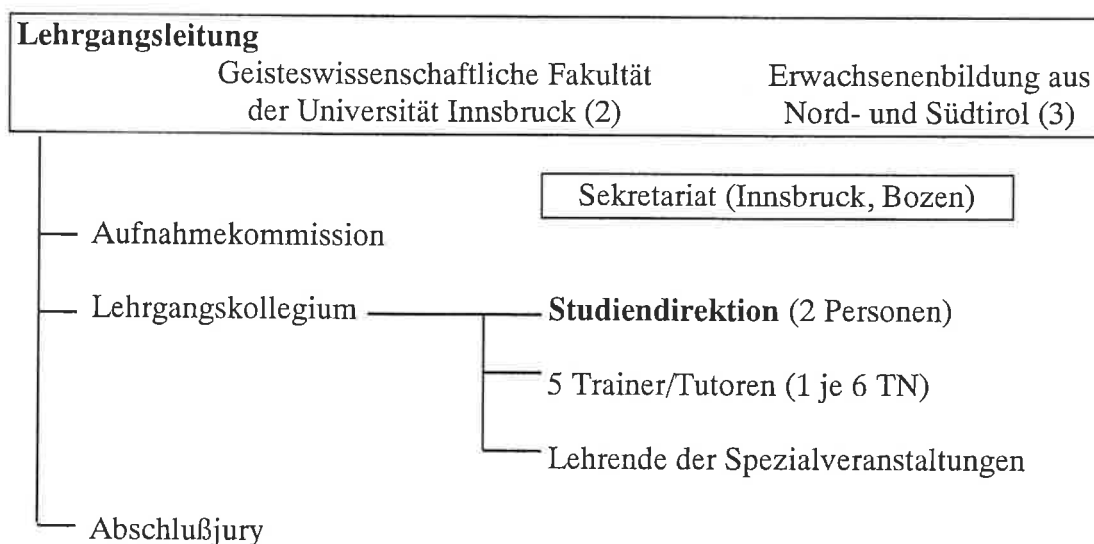 Lehrgangsleitung
Geisteswissenschaftliche Fakultät
der Universität Innsbruck (2)
Erwachsenenbildung aus
Nord- und Südtirol (3)
Sekretariat (Innsbruck, Bozen)
Aufnahmekommission
Lehrgangskollegium
Studiendirektion (2 Personen)
5 Trainer/Tutoren (1 je 6 TN)
Lehrende der Spezialveranstaltungen
Abschlußjury